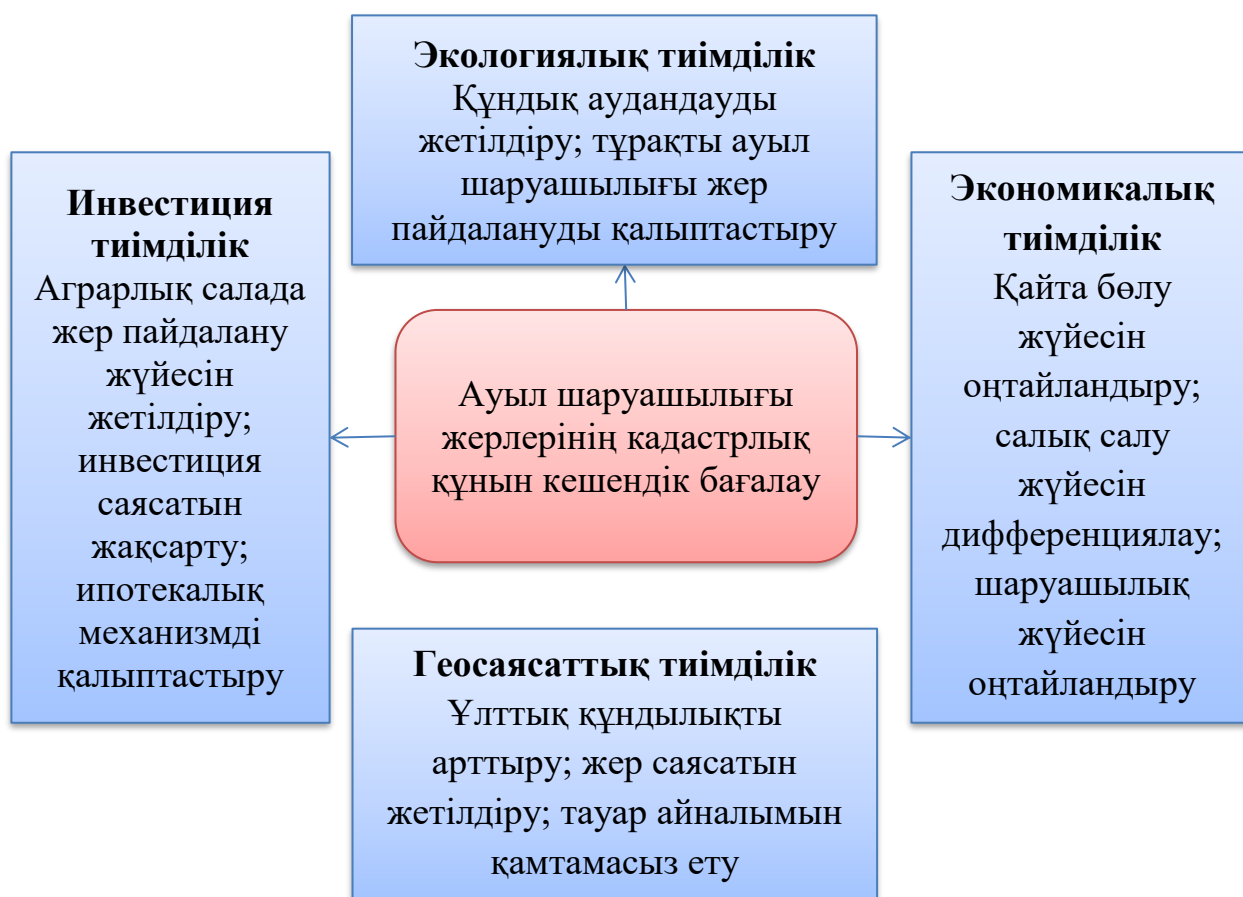 Экологиялық тиімділік
Құндық аудандауды
жетілдіру; тұрақты ауыл
шаруашылығы жер
пайдалануды қалыптастыру
Инвестиция
тиімділік
Аграрлық салада
жер пайдалану
жүйесін
жетілдіру;
инвестиция
саясатын
жақсарту;
ипотекалық
механизмді
қалыптастыру
Ауыл шаруашылығы
жерлерінің кадастрлық
құнын кешендік бағалау
Экономикалық
тиімділік
Қайта бөлу
жүйесін
оңтайландыру;
салық салу
жүйесін
дифференциялау;
шаруашылық
жүйесін
оңтайландыру
Геосаясаттық тиімділік
Ұлттық құндылықты
арттыру; жер саясатын
жетілдіру; тауар айналымын
қамтамасыз ету